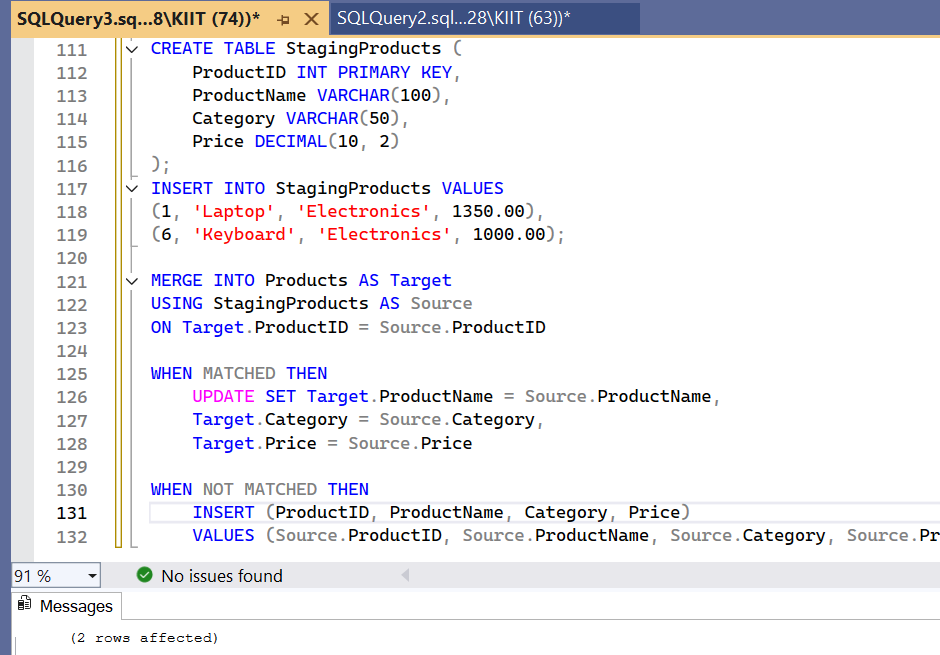 SQLQuery3.sq...8\KIIT (74))* SQLQuery2.sql...28\KIIT (63))*
111 CREATE TABLE StagingProducts (
112 ProductID INT PRIMARY KEY,
113 ProductName VARCHAR(100),
114 Category VARCHAR(50),
115 Price DECIMAL(10, 2)
116 );
117 INSERT INTO StagingProducts VALUES
118 (1, 'Laptop', 'Electronics', 1350.00),
119 (6, 'Keyboard', 'Electronics', 1000.00);
120
121 MERGE INTO Products AS Target
122 USING StagingProducts AS Source
123 ON Target.ProductID = Source.ProductID
124
125 WHEN MATCHED THEN
126 UPDATE SET Target.ProductName = Source.ProductName,
127 Target.Category = Source.Category,
128 Target.Price = Source.Price
129
130 WHEN NOT MATCHED THEN
131 INSERT (ProductID, ProductName, Category, Price)
132 VALUES (Source.ProductID, Source.ProductName, Source.Category, Source.Pr
91 % No issues found
Messages
(2 rows affected)